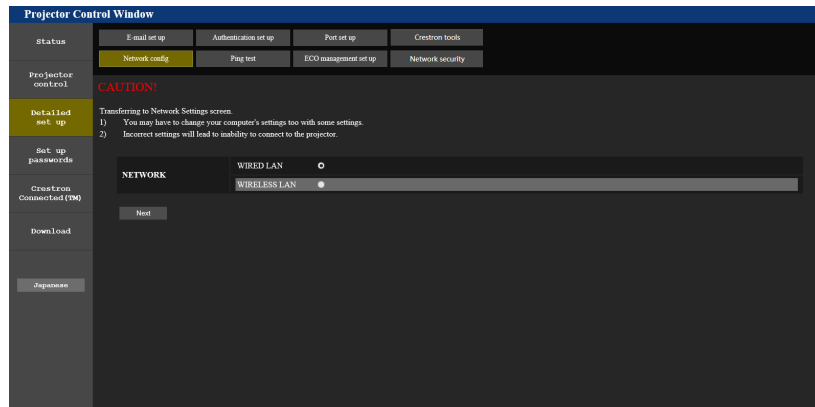 Projector Control Window
Status
E-mail set up
Authentication set up
Port set up
Crestron tools
Network config
Ping test
ECO management set up
Network security
Projector
control
CAUTION!
Detailed
set up
Transferring to Network Settings screen.
1) You may have to change your computer's settings too with some settings.
2) Incorrect settings will lead to inability to connect to the projector.
Set up
passwords
NETWORK
WIRED LAN
WIRELESS LAN
Crestron
Connected(TM)
Next
Download
Japanese